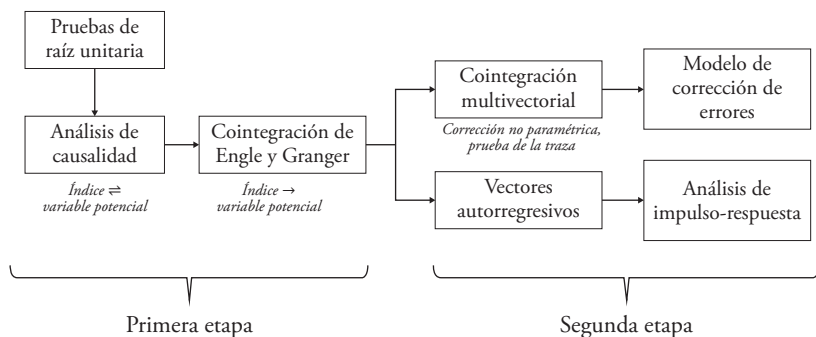 Pruebas de
raíz unitaria
Análisis de
causalidad
Índice ⇌
variable potencial
Cointegración de
Engle y Granger
Índice →
variable potencial
Primera etapa
Cointegración
multivectorial
Corrección no paramétrica,
prueba de la traza
Modelo de
corrección de
errores
Vectores
autorregresivos
Análisis de
impulso-respuesta
Segunda etapa